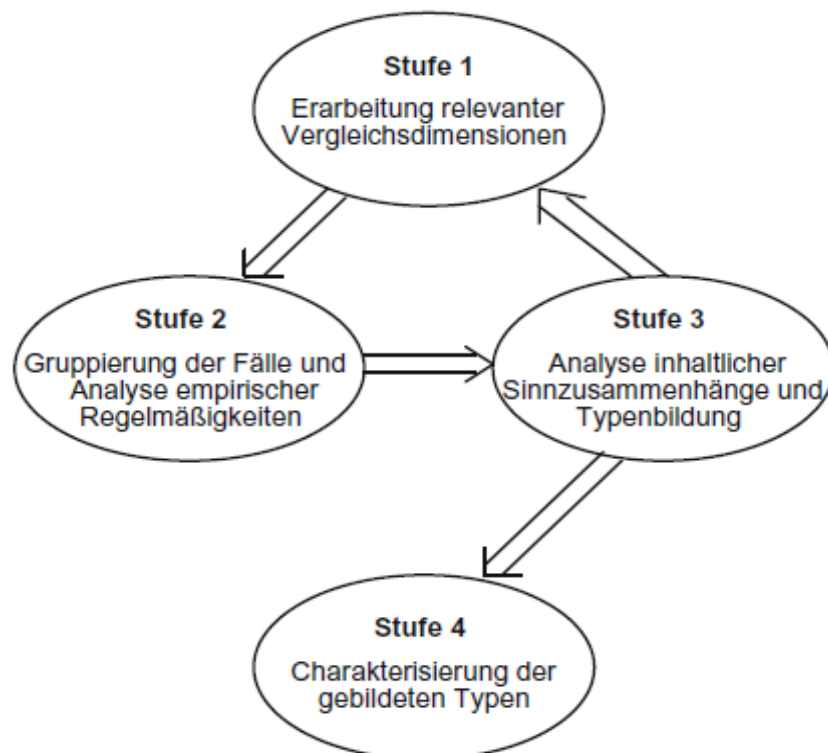 Stufe 1
Erarbeitung relevanter
Vergleichsdimensionen
Stufe 2
Gruppierung der Fälle und
Analyse empirischer
Regelmäßigkeiten
Stufe 3
Analyse inhaltlicher
Sinnzusammenhänge und
Typenbildung
Stufe 4
Charakterisierung der
gebildeten Typen